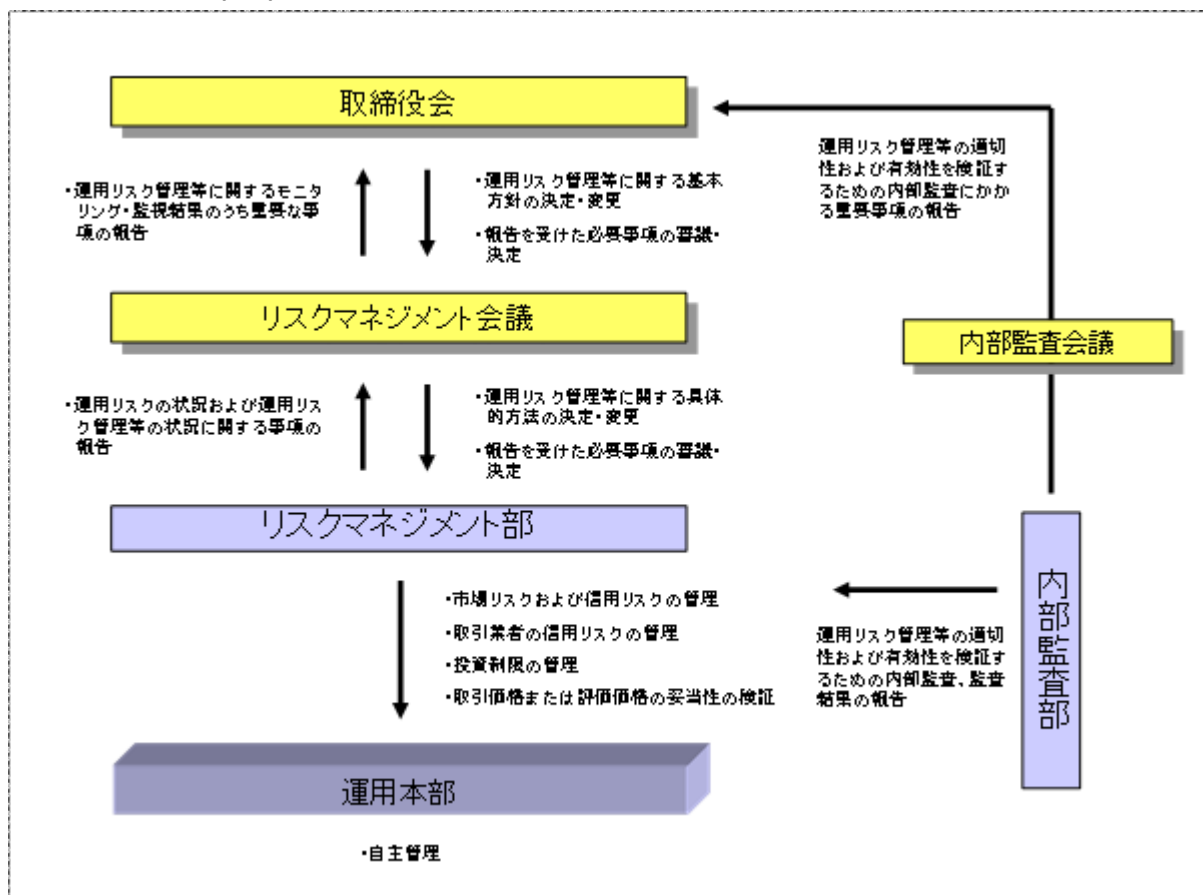 取締役会
・運用リスク管理等に関するモニ
タリング・監視結果のうち重要な事
項の報告
・運用リスク管理等に関する基本
方針の決定・変更
・報告を受けた必要事項の審議・
決定
運用リスク管理等の適切
性および有効性を検証す
るための内部監査にかか
る重要事項の報告
リスクマネジメント会議
内部監査会議
・運用リスクの状況および運用リス
ク管理等の状況に関する事項の
報告
・運用リスク管理等に関する具体
的方法の決定・変更
・報告を受けた必要事項の審議・
決定
リスクマネジメント部
・市場リスクおよび信用リスクの管理
・取引業者の信用リスクの管理
・投資制限の管理
・取引価格または評価価格の妥当性の検証
運用リスク管理等の適切
性および有効性を検証す
るための内部監査、監査
結果の報告
内部監査部
運用本部
・自主管理